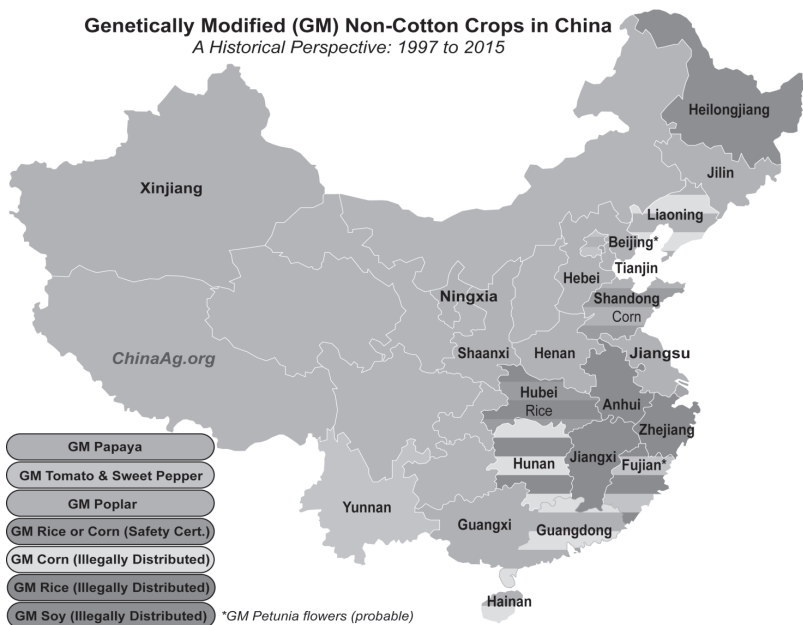 Genetically Modified (GM) Non-Cotton Crops in China
A Historical Perspective: 1997 to 2015
Heilongjiang
Jilin
Xinjiang
Liaoning
Beijing*
Tianjin
Hebei
Ningxia
Shandong
Corn
Shaanxi
Henan
Jiangsu
ChinaAg.org
Hubei
Rice
Anhui
Zhejiang
Hunan
Jiangxi
Fujian*
Yunnan
Guangxi
Guangdong
Hainan
GM Papaya
GM Tomato & Sweet Pepper
GM Poplar
GM Rice or Corn (Safety Cert.)
GM Corn (Illegally Distributed)
GM Rice (Illegally Distributed)
GM Soy (Illegally Distributed)
*GM Petunia flowers (probable)